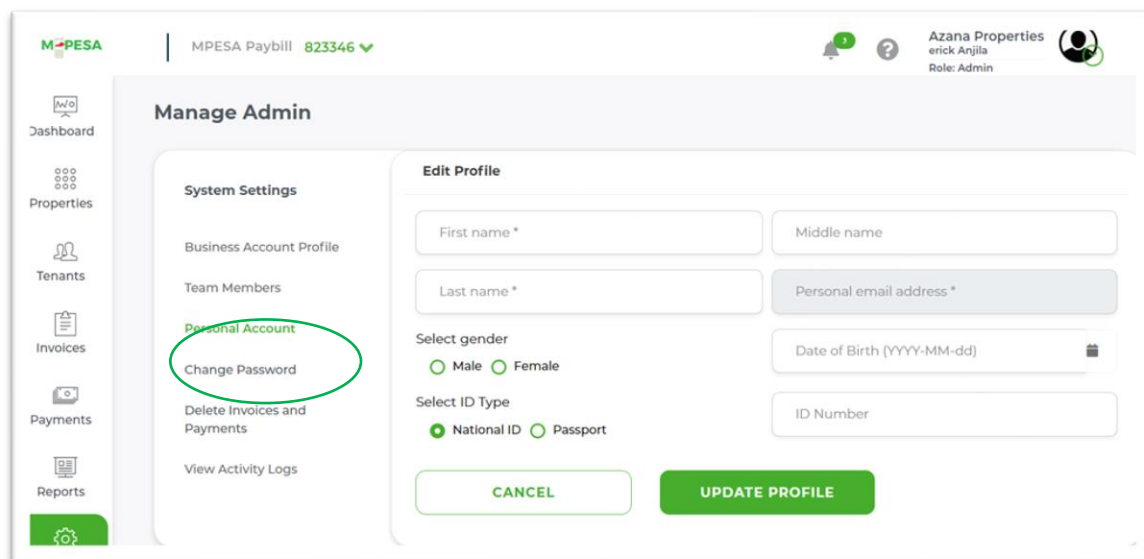 M-PESA
MPESA Paybill 823346
3
?
Azana Properties
erick Anjila
Role: Admin
Dashboard
Properties
Tenants
Invoices
Payments
Reports
Manage Admin
System Settings
Business Account Profile
Team Members
Personal Account
Change Password
Delete Invoices and
Payments
View Activity Logs
Edit Profile
First name *
Middle name
Last name *
Personal email address *
Select gender
Male Female
Date of Birth (YYYY-MM-dd)
Select ID Type
National ID Passport
ID Number
CANCEL
UPDATE PROFILE